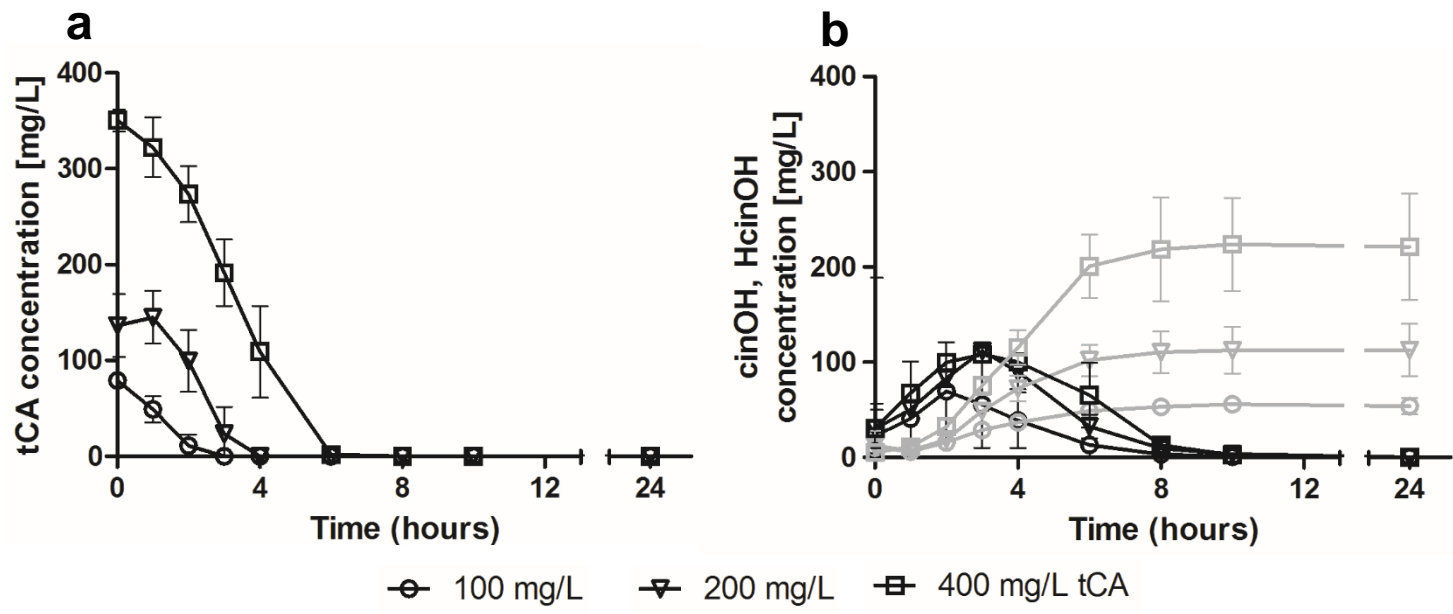 a
tCA concentration [mg/L]
400
300
200
100
0
0 4 8 12 24
Time (hours)
b
cinOH, HcinOH
concentration [mg/L]
400
300
200
100
0
0 4 8 12 24
Time (hours)
100 mg/L 200 mg/L 400 mg/L tCA